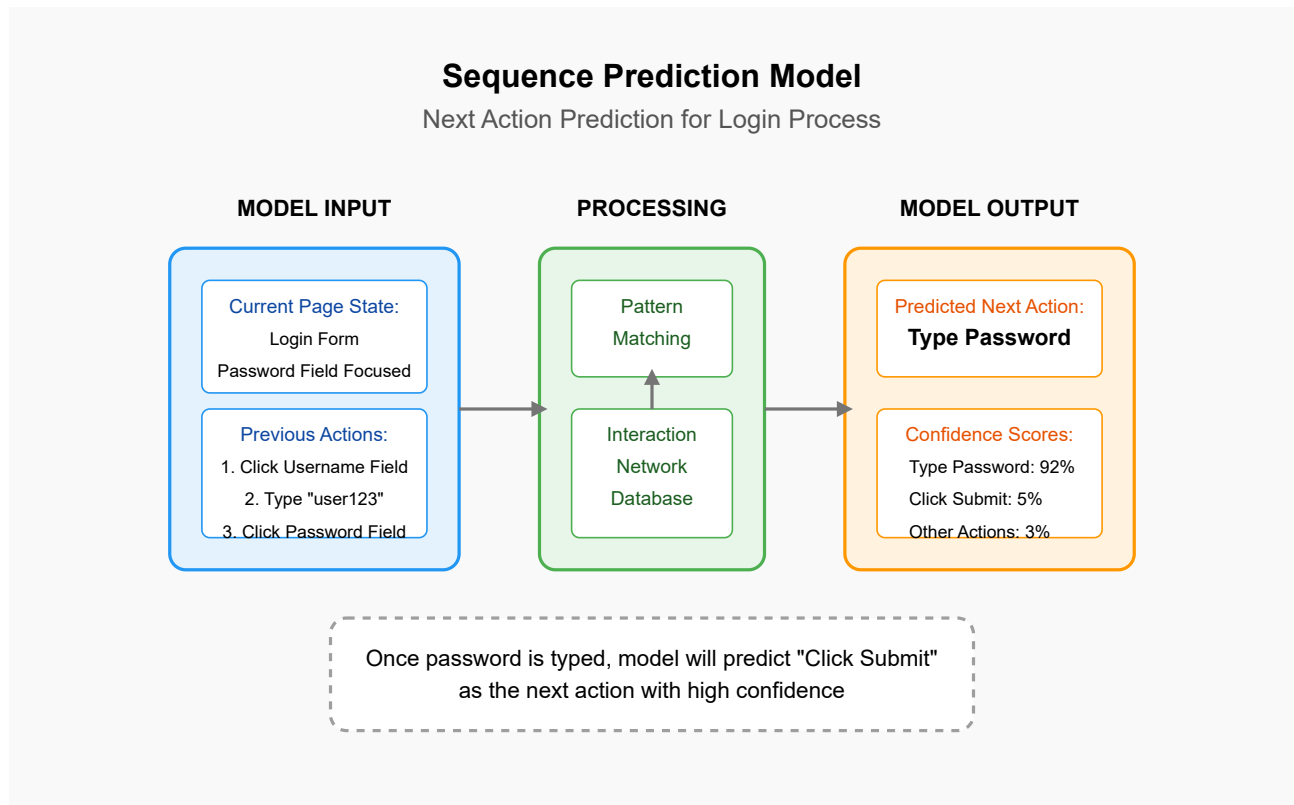 Sequence Prediction Model
Next Action Prediction for Login Process
MODEL INPUT
Current Page State:
Login Form
Password Field Focused
Previous Actions:
1. Click Username Field
2. Type "user123"
3. Click Password Field
PROCESSING
Pattern
Matching
Interaction
Network
Database
MODEL OUTPUT
Predicted Next Action:
Type Password
Confidence Scores:
Type Password: 92%
Click Submit: 5%
Other Actions: 3%
Once password is typed, model will predict "Click Submit"
as the next action with high confidence